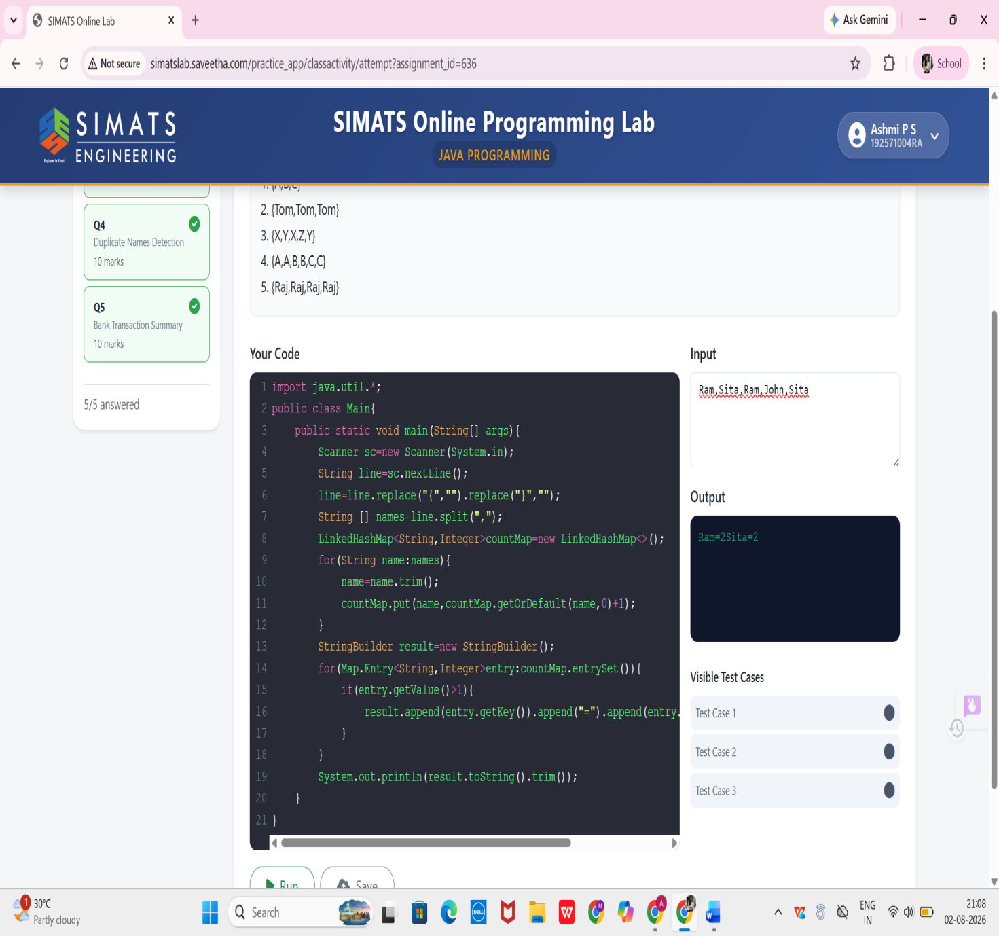 SIMATS Online Lab
Ask Gemini
Not secure
simatslab.saveetha.com/practice_app/classactivity/attempt?assignment_id=636
School
SIMATS
ENGINEERING
Engineer to Excel
SIMATS Online Programming Lab
JAVA PROGRAMMING
Ashmi P S
192571004RA
1. {A,B,C}
2. {Tom,Tom,Tom}
3. {X,Y,X,Z,Y}
4. {A,A,B,B,C,C}
5. {Raj,Raj,Raj,Raj}
Q4
Duplicate Names Detection
10 marks
Q5
Bank Transaction Summary
10 marks
5/5 answered
Your Code
1 import java.util.*;
2 public class Main{
3 public static void main(String[] args){
4 Scanner sc=new Scanner(System.in);
5 String line=sc.nextLine();
6 line=line.replace("{","").replace("}","");
7 String [] names=line.split(",");
8 LinkedHashMap<String,Integer>countMap=new LinkedHashMap<>();
9 for(String name:names){
10 name=name.trim();
11 countMap.put(name,countMap.getOrDefault(name,0)+1);
12 }
13 StringBuilder result=new StringBuilder();
14 for(Map.Entry<String,Integer>entry:countMap.entrySet()){
15 if(entry.getValue()>1){
16 result.append(entry.getKey()).append("=").append(entry.
17 }
18 }
19 System.out.println(result.toString().trim());
20 }
21 }
Input
Ram,Sita,Ram,John,Sita
Output
Ram=2Sita=2
Visible Test Cases
Test Case 1
Test Case 2
Test Case 3
Run
Save
1
30°C
Partly cloudy
Search
DELL
W
M
A
W
ENG
IN
21:08
02-08-2026